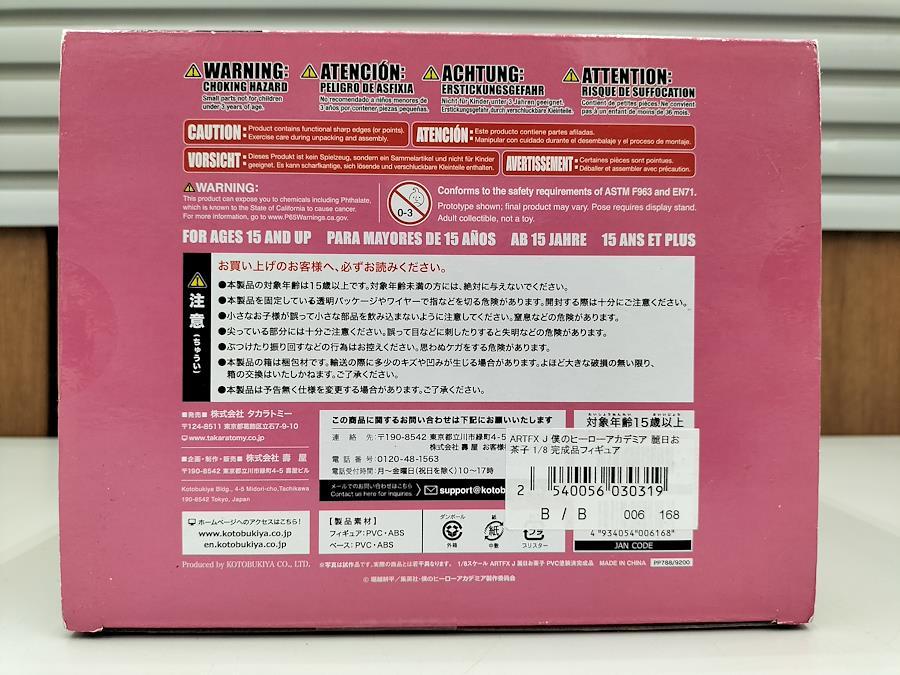 WARNING:
CHOKING HAZARD
Small parts not for children
under 3 years of age.
ATENCIÓN:
PELIGRO DE ASFIXIA
No recomendado a niños menores de
3 años por contener piezas pequeñas.
ACHTUNG:
ERSTICKUNGSGEFAHR
Nicht für Kinder unter 3 Jahren geeignet.
Erstickungsgefahr durch verschluckbare Kleinteile.
ATTENTION:
RISQUE DE SUFFOCATION
Contient de petites pièces. Ne convient
pas à un enfant de moins de 36 mois.
CAUTION
Product contains functional sharp edges (or points).
Exercise care during unpacking and assembly.
ATENCIÓN
Este producto contiene partes afiladas.
Manipular con cuidado durante el desembalaje y el proceso de montaje.
VORSICHT
Dieses Produkt ist kein Spielzeug, sondern ein Sammelartikel und nicht für Kinder
geeignet. Es kann scharfkantige, sich lösende und verschluckbare Kleinteile enthalten.
AVERTISSEMENT
Certaines pièces sont pointues.
Déballer et assembler avec précaution.
WARNING:
This product can expose you to chemicals including Phthalate,
which is known to the State of California to cause cancer.
For more information, go to www.P65Warnings.ca.gov.
0-3
Conforms to the safety requirements of ASTM F963 and EN71.
Prototype shown; final product may vary. Pose requires display stand.
Adult collectible, not a toy.
FOR AGES 15 AND UP PARA MAYORES DE 15 AÑOS AB 15 JAHRE 15 ANS ET PLUS
注意(ちゅうい)
お買い上げのお客様へ、必ずお読みください。
●本製品の対象年齢は15歳以上です。対象年齢未満の方には、絶対に与えないでください。
●本製品を固定している透明パッケージやワイヤーで指などを切る危険があります。開封する際は十分にご注意ください。
●小さなお子様が誤って小さな部品を飲み込まないように注意してください。窒息などの危険があります。
●尖っている部分には十分ご注意ください。誤って目などに刺したりすると失明などの危険があります。
●ぶつけたり振り回すなどの行為はお控えください。思わぬケガをする危険があります。
●本製品の箱は梱包材です。輸送の際に多少のキズや凹みが生じる場合があります。よほど大きな破損の無い限り、
箱の交換はいたしかねます。ご了承ください。
●本製品は予告無く仕様を変更する場合があります。ご了承ください。
■発売■ 株式会社 タカラトミー
〒124-8511 東京都葛飾区立石7-9-10
www.takaratomy.co.jp
■企画・制作・販売■ 株式会社 壽屋
〒190-8542 東京都立川市緑町4-5 壽屋ビル
Kotobukiya Bldg., 4-5 Midori-cho, Tachikawa
190-8542 Tokyo, Japan
この商品に関するお問い合わせは下記にお願いいたします
連絡先:〒190-8542 東京都立川市緑町4-5
株式会社 壽屋 お客様
電話番号:0120-48-1563
電話受付時間:月〜金曜日(祝日を除く)10〜17時
メールでのお問い合わせはこちら
Contact us here for inquiries
support@kotob
たいしょうねんれい さいいじょう
対象年齢15歳以上
ARTFX J 僕のヒーローアカデミア 麗日お
茶子 1/8 完成品フィギュア
2 540056 030319
B / B 006 168
4 934054 006168
JAN CODE
ホームページへのアクセスはこちら!
www.kotobukiya.co.jp
en.kotobukiya.co.jp
【製品素材】
フィギュア:PVC・ABS
ベース:PVC・ABS
ダンボール
外箱
紙
紙
中敷
プラ
ブリスター
Produced by KOTOBUKIYA CO., LTD.
※写真は試作品です。実際の商品とは若干異なります。 1/8スケール ARTFX J 麗日お茶子 PVC塗装済完成品 MADE IN CHINA PP788/9200
© 堀越耕平/集英社・僕のヒーローアカデミア製作委員会